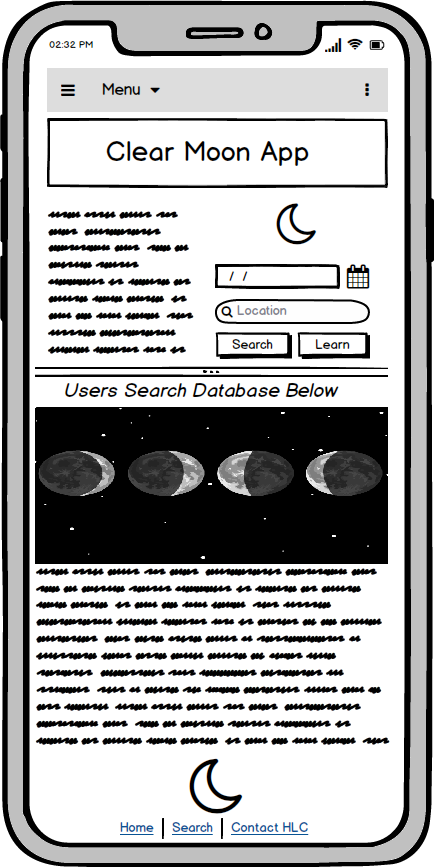 02:32 PM
Menu
Clear Moon App
/ /
Location
Search Learn
Users Search Database Below
Home Search Contact HLC